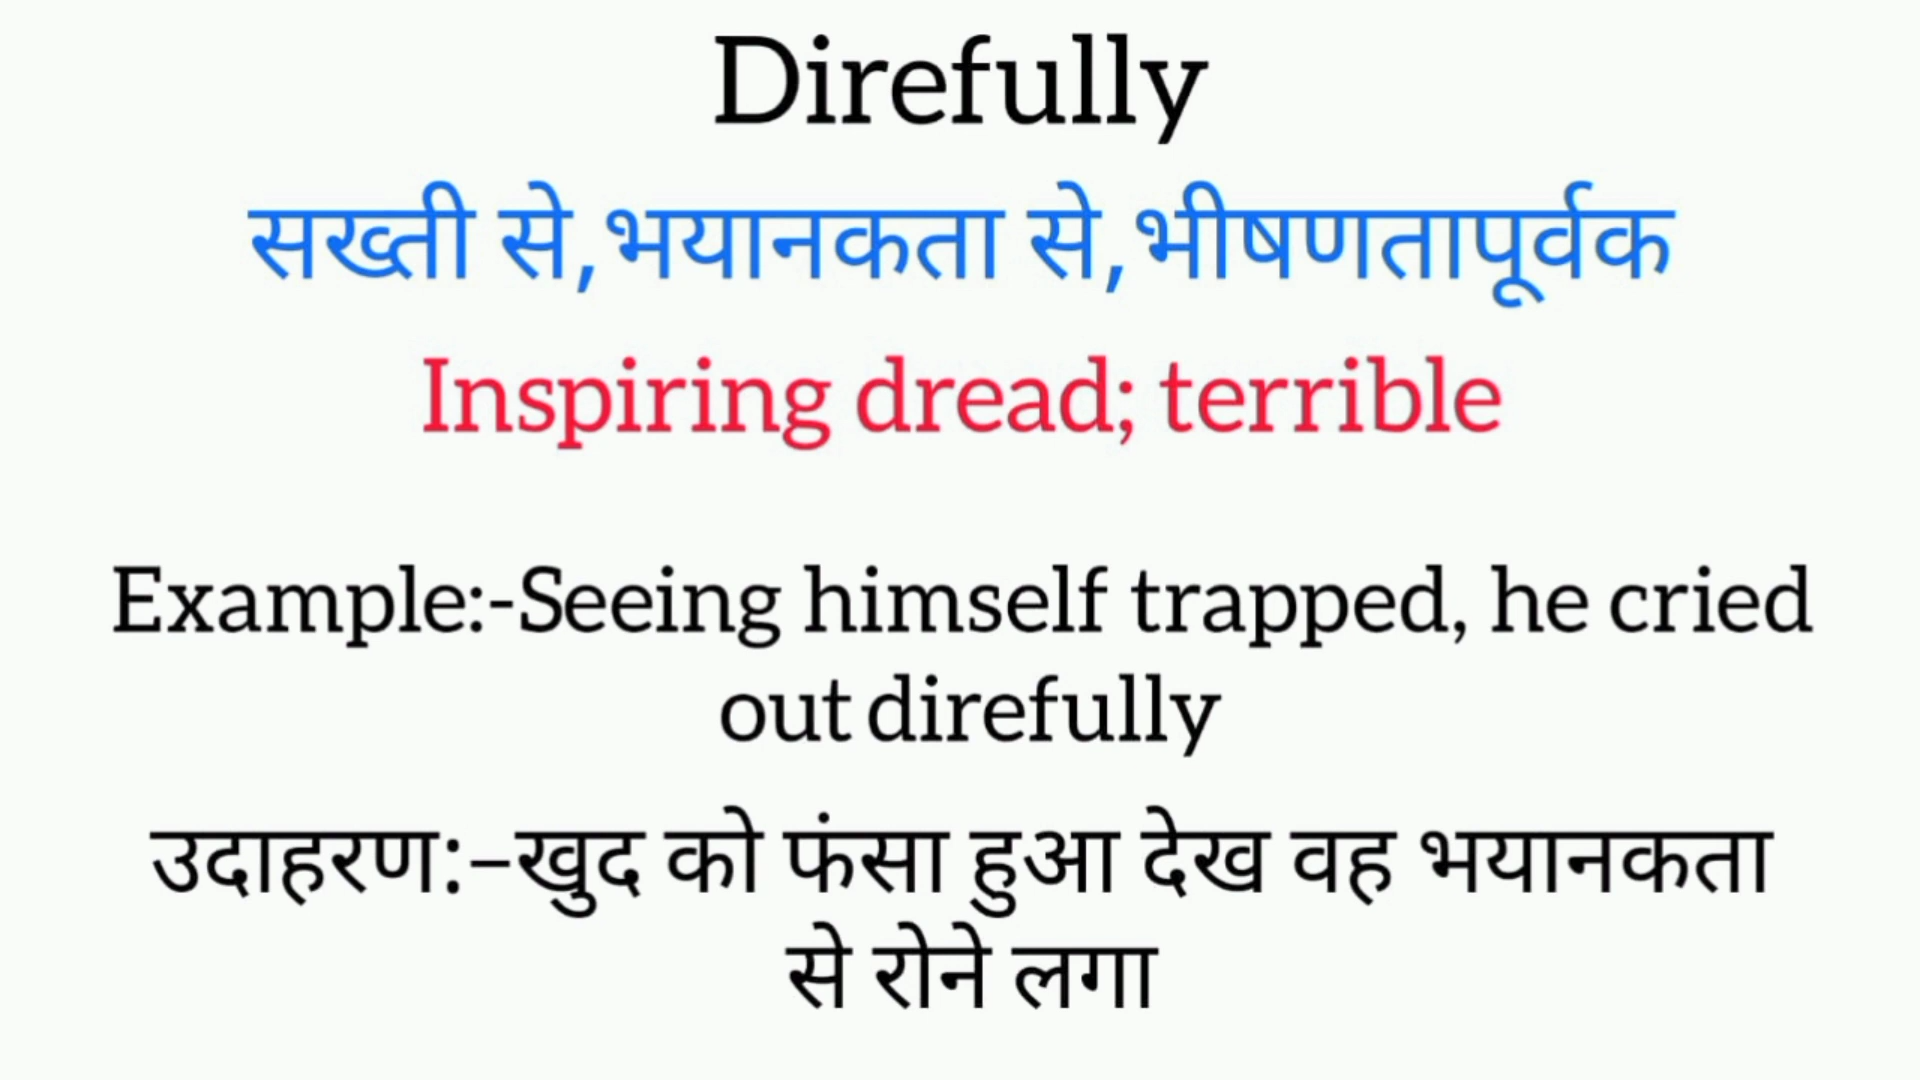 Direfully
सख्ती से,भयानकता से,भीषणतापूर्वक
Inspiring dread; terrible
Example:-Seeing himself trapped, he cried
out direfully
उदाहरण:–खुद को फंसा हुआ देख वह भयानकता
से रोने लगा